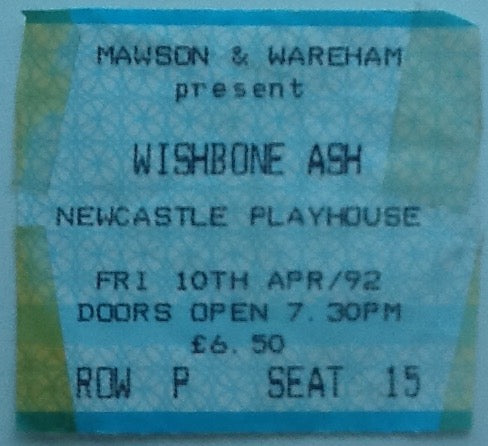 MAWSON & WAREHAM
present
WISHBONE ASH
NEWCASTLE PLAYHOUSE
FRI 10TH APR/92
DOORS OPEN 7.30PM
£6.50
ROW P SEAT 15